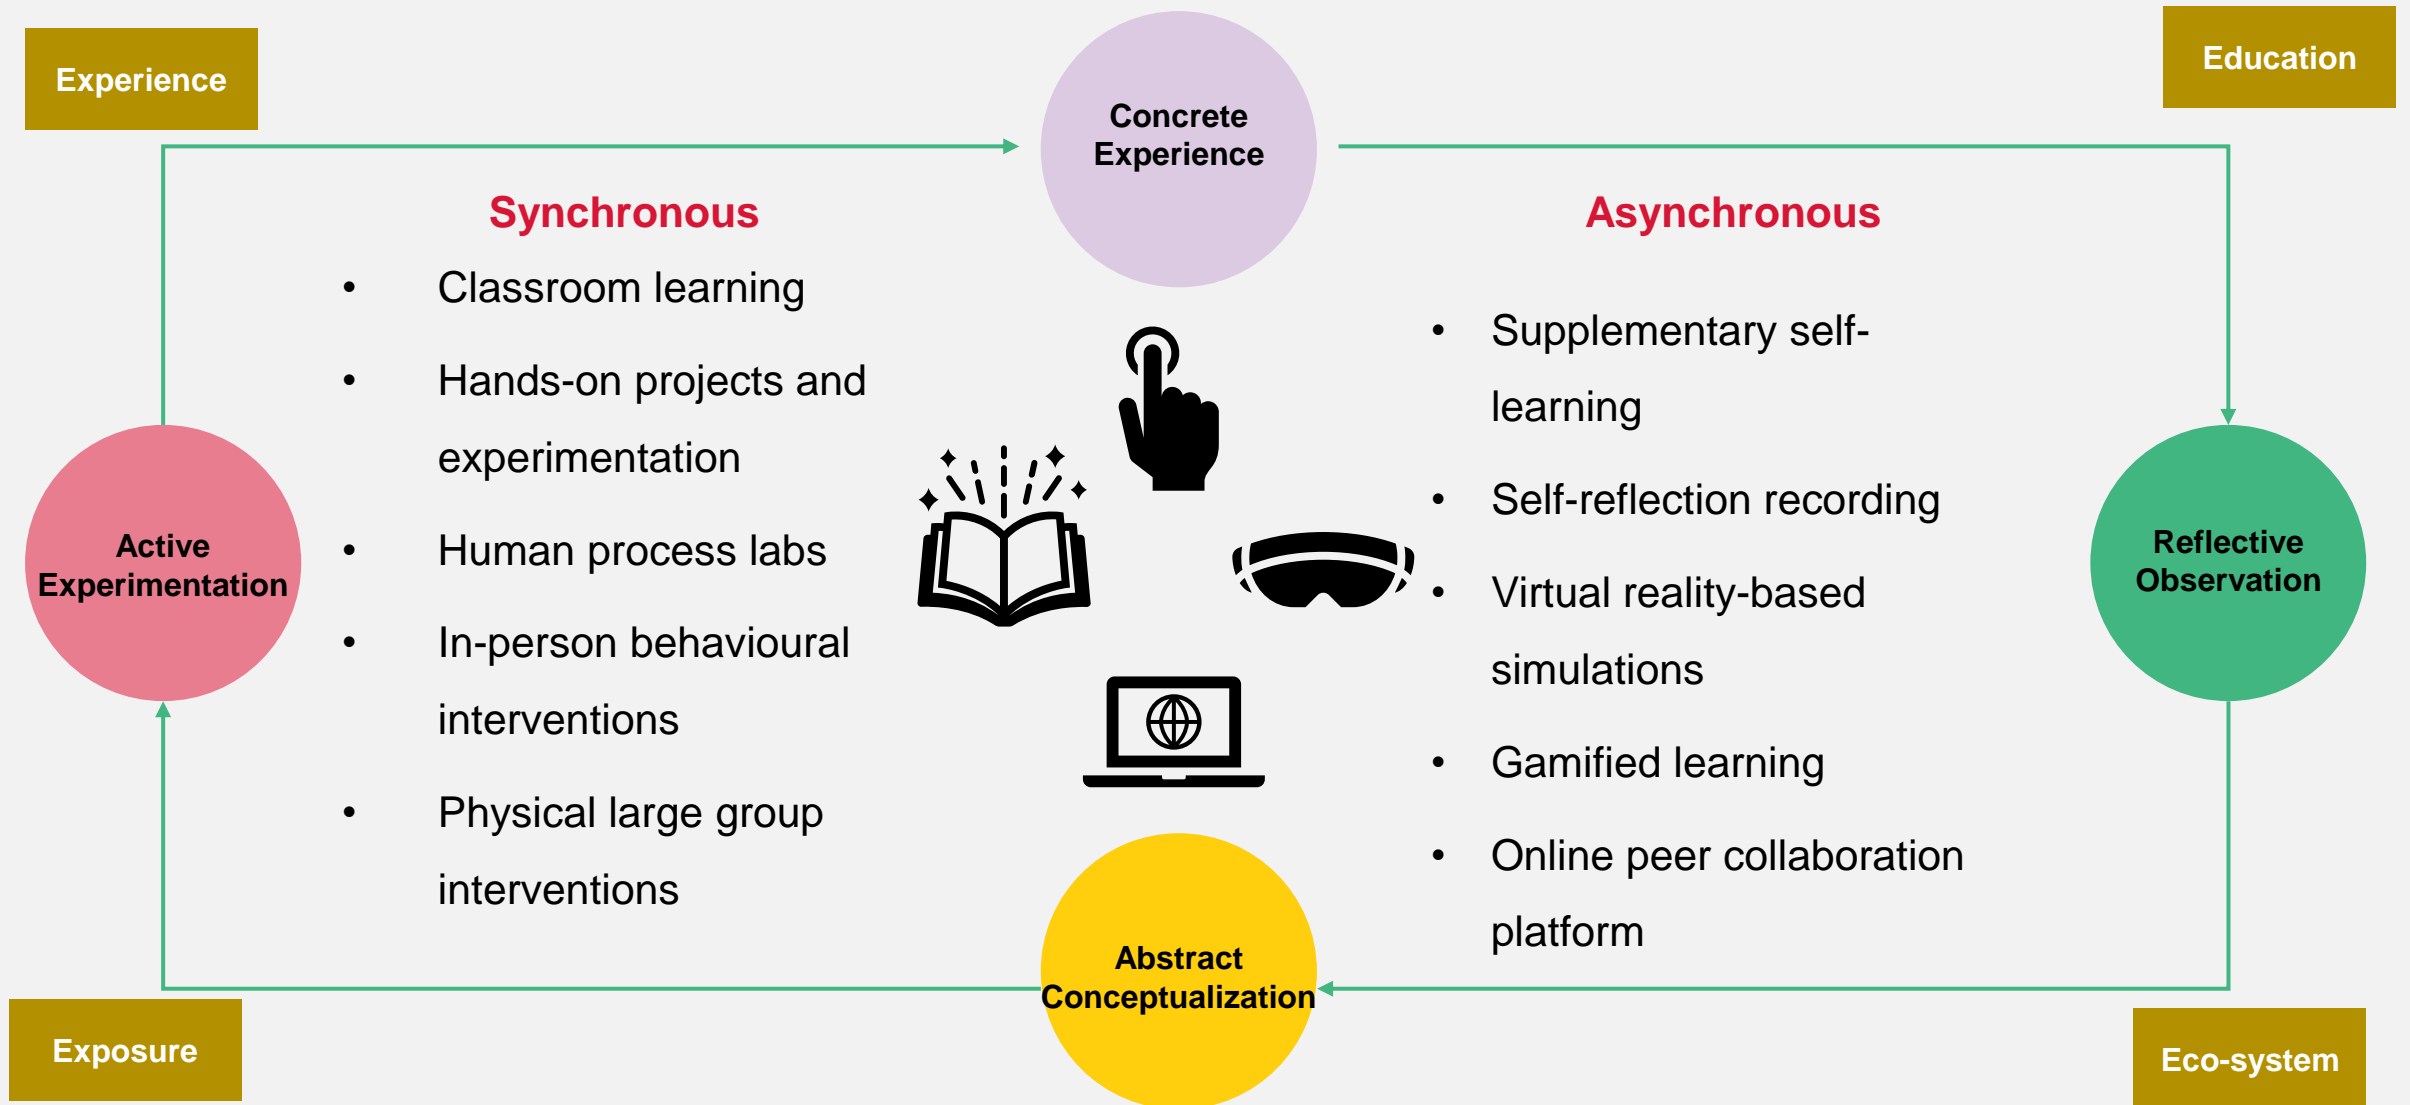 Experience
Education
Concrete
Experience
Synchronous
• Classroom learning
• Hands-on projects and
experimentation
• Human process labs
• In-person behavioural
interventions
• Physical large group
interventions
Asynchronous
• Supplementary self-
learning
• Self-reflection recording
• Virtual reality-based
simulations
• Gamified learning
• Online peer collaboration
platform
Active
Experimentation
Reflective
Observation
Abstract
Conceptualization
Exposure
Eco-system